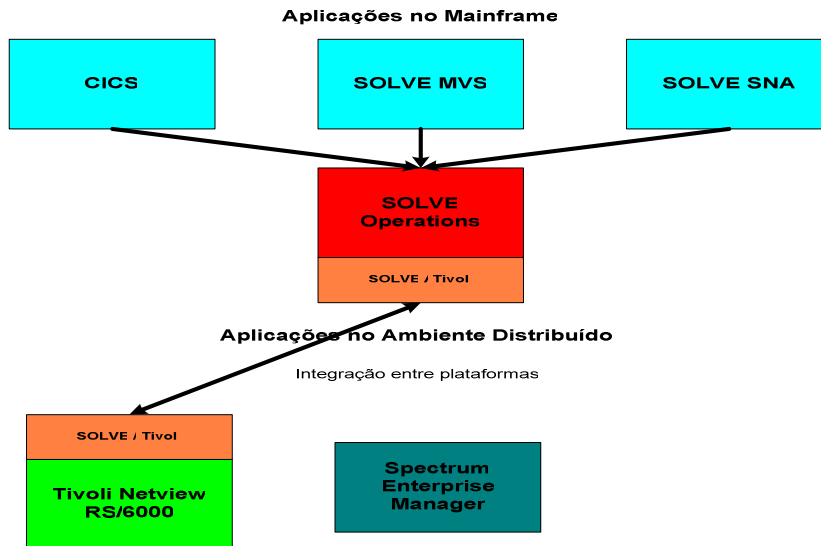 Aplicações no Mainframe
CICS
SOLVE MVS
SOLVE SNA
SOLVE
Operations
SOLVE / Tivol
Aplicações no Ambiente Distribuído
Integração entre plataformas
SOLVE / Tivol
Tivoli Netview
RS/6000
Spectrum
Enterprise
Manager